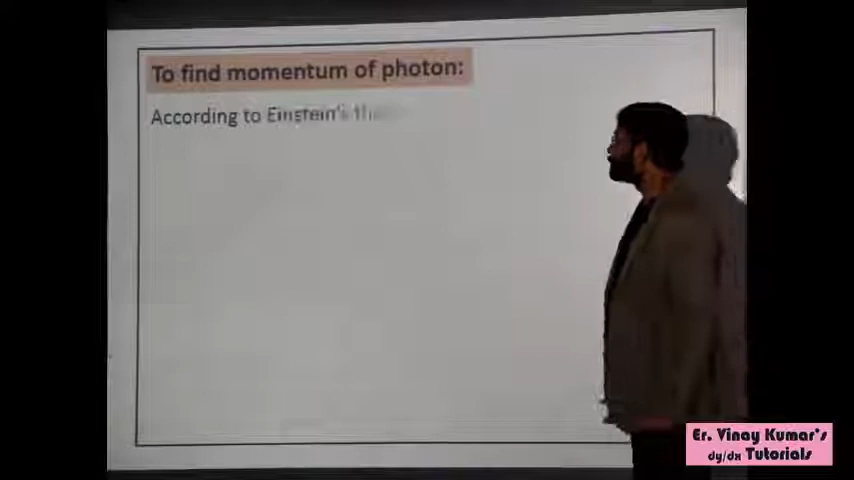 To find momentum of photon:
According to Einstein's
Er. Vinay Kumar's
dy/dx Tutorials